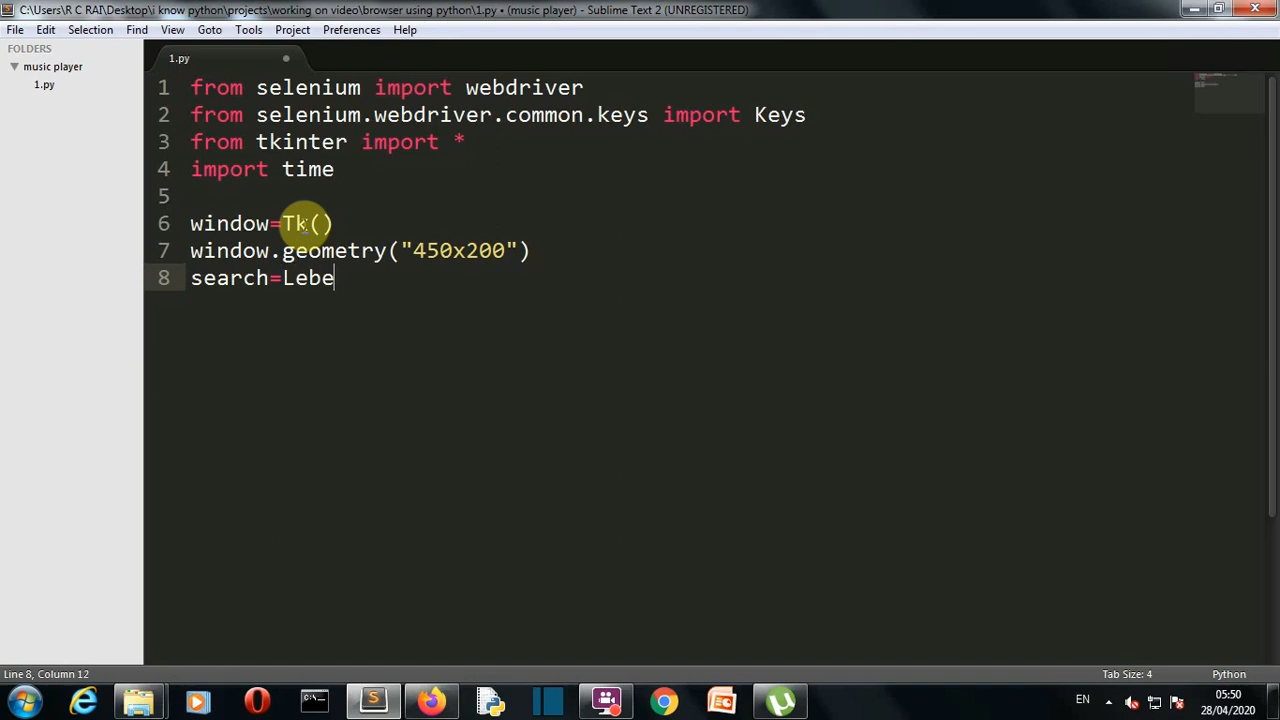 C:\Users\R C RAI\Desktop\i know python\projects\working on video\browser using python\1.py • (music player) - Sublime Text 2 (UNREGISTERED)
File Edit Selection Find View Goto Tools Project Preferences Help
FOLDERS
music player
1.py
1.py
1 from selenium import webdriver
2 from selenium.webdriver.common.keys import Keys
3 from tkinter import *
4 import time
5
6 window=Tk()
7 window.geometry("450x200")
8 search=Lebe
Line 8, Column 12
Tab Size: 4
Python
EN
05:50
28/04/2020